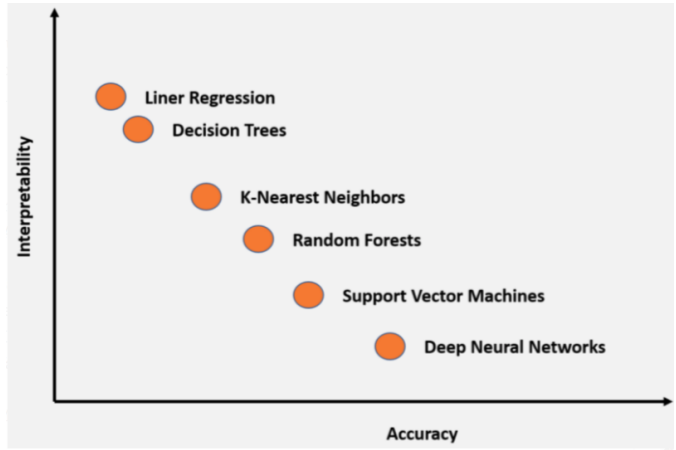 Interpretability
Liner Regression
Decision Trees
K-Nearest Neighbors
Random Forests
Support Vector Machines
Deep Neural Networks
Accuracy